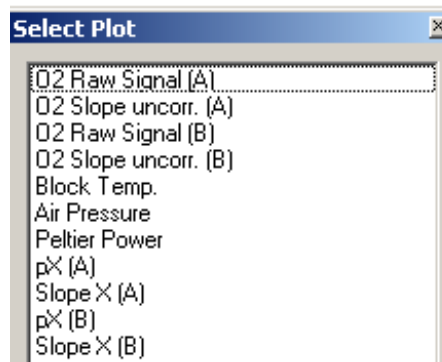 Select Plot
O2 Raw Signal (A)
O2 Slope uncorr. (A)
O2 Raw Signal (B)
O2 Slope uncorr. (B)
Block Temp.
Air Pressure
Peltier Power
pX (A)
Slope X (A)
pX (B)
Slope X (B)